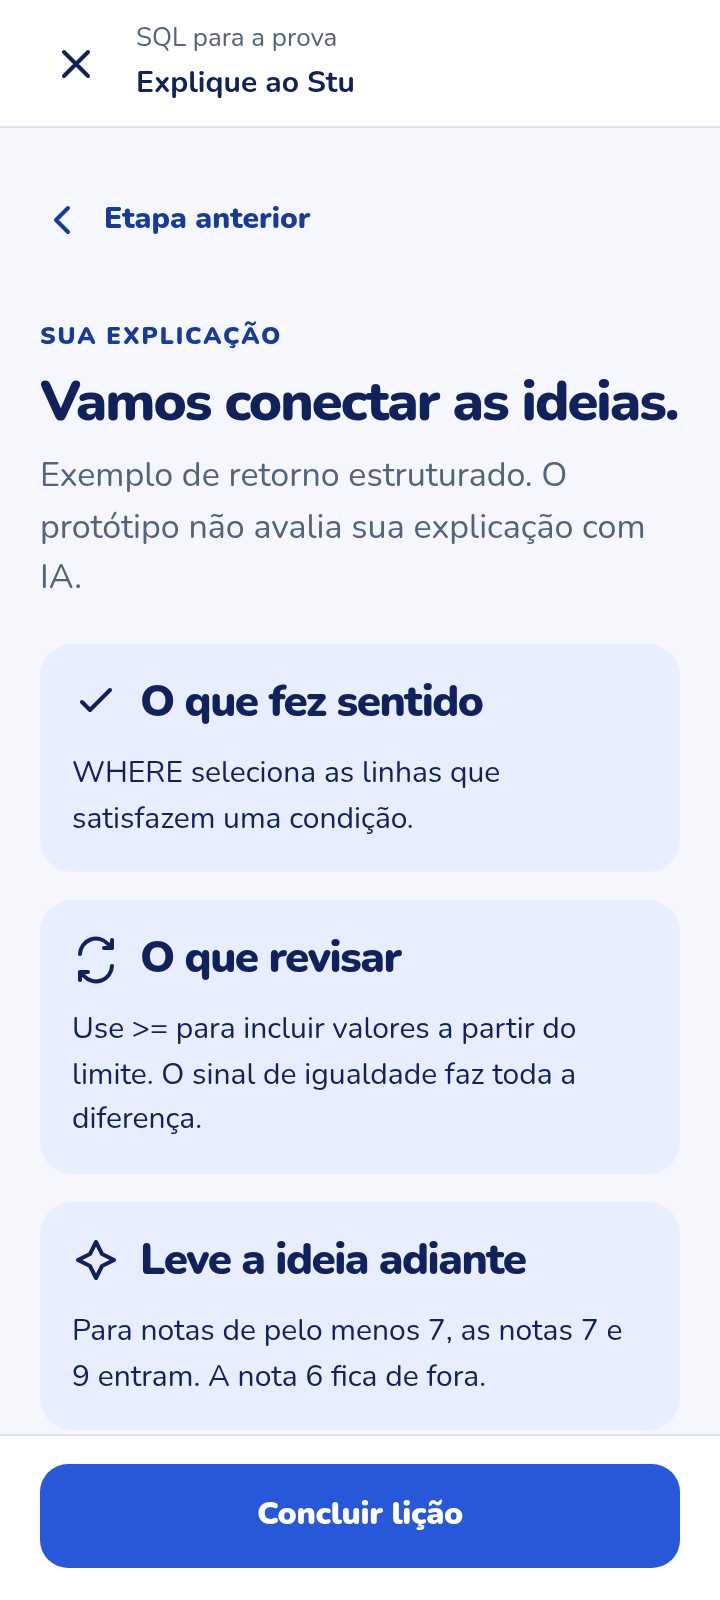 SQL para a prova
Explique ao Stu
Etapa anterior
SUA EXPLICAÇÃO
Vamos conectar as ideias.
Exemplo de retorno estruturado. O
protótipo não avalia sua explicação com
IA.
O que fez sentido
WHERE seleciona as linhas que
satisfazem uma condição.
O que revisar
Use >= para incluir valores a partir do
limite. O sinal de igualdade faz toda a
diferença.
Leve a ideia adiante
Para notas de pelo menos 7, as notas 7 e
9 entram. A nota 6 fica de fora.
Concluir lição